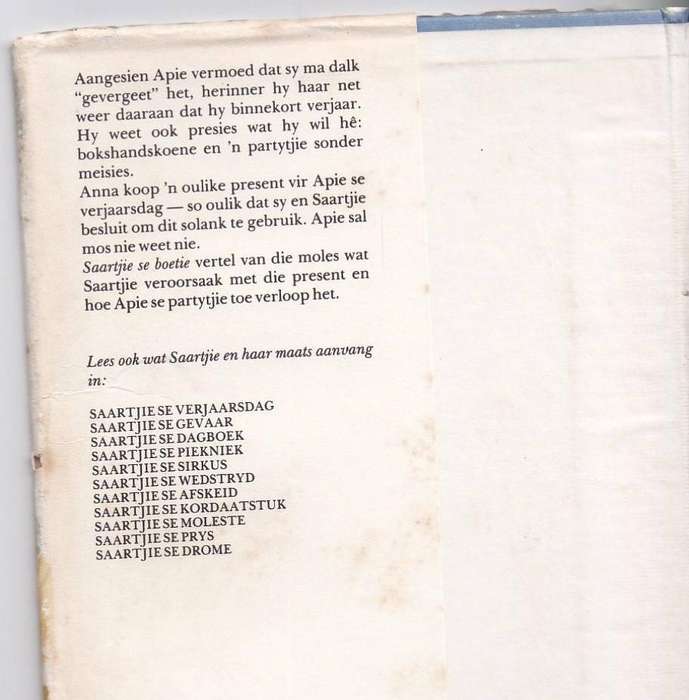 Aangesien Apie vermoed dat sy ma dalk
“gevergeet” het, herinner hy haar net
weer daaraan dat hy binnekort verjaar.
Hy weet ook presies wat hy wil hê:
bokshandskoene en ’n partytjie sonder
meisies.
Anna koop ’n oulike present vir Apie se
verjaarsdag — so oulik dat sy en Saartjie
besluit om dit solank te gebruik. Apie sal
mos nie weet nie.
Saartjie se boetie vertel van die moles wat
Saartjie veroorsaak met die present en
hoe Apie se partytjie toe verloop het.
Lees ook wat Saartjie en haar maats aanvang
in:
SAARTJIE SE VERJAARSDAG
SAARTJIE SE GEVAAR
SAARTJIE SE DAGBOEK
SAARTJIE SE PIEKNIEK
SAARTJIE SE SIRKUS
SAARTJIE SE WEDSTRYD
SAARTJIE SE AFSKEID
SAARTJIE SE KORDAATSTUK
SAARTJIE SE MOLESTE
SAARTJIE SE PRYS
SAARTJIE SE DROME